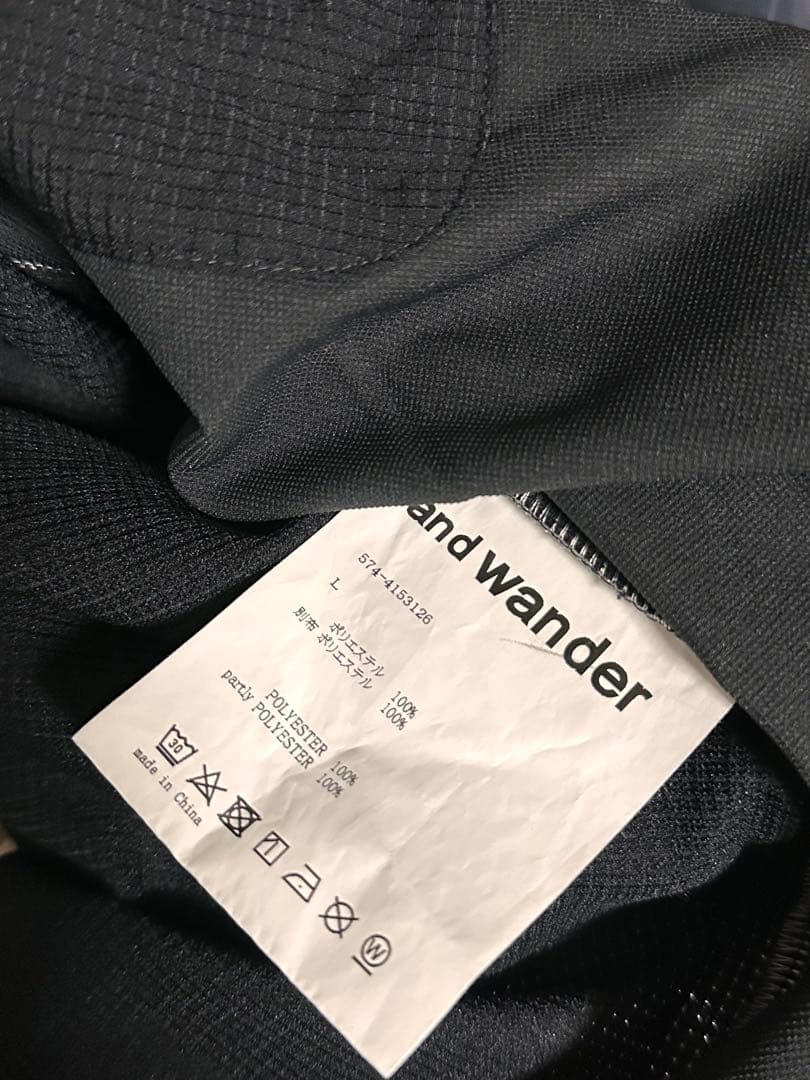 and wander
574-4153126
L
ポリエステル 100%
別布 ポリエステル 100%
POLYESTER 100%
partly POLYESTER 100%
30
W
made in China